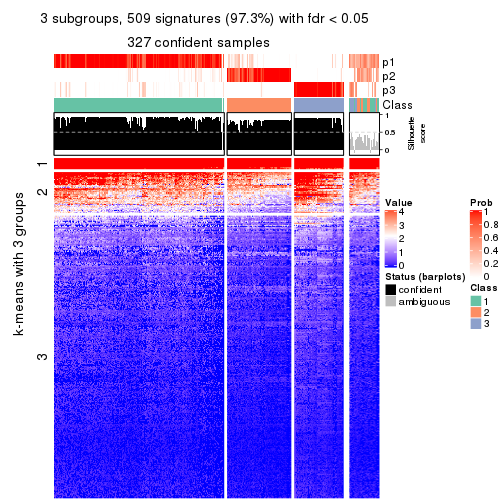 3 subgroups, 509 signatures (97.3%) with fdr < 0.05
327 confident samples
p1
p2
p3
Class
1
0.5
0
Silhouette
score
k-means with 3 groups
1
2
3
Value
4
3
2
1
0
Status (barplots)
confident
ambiguous
Prob
1
0.8
0.6
0.4
0.2
0
Class
1
2
3